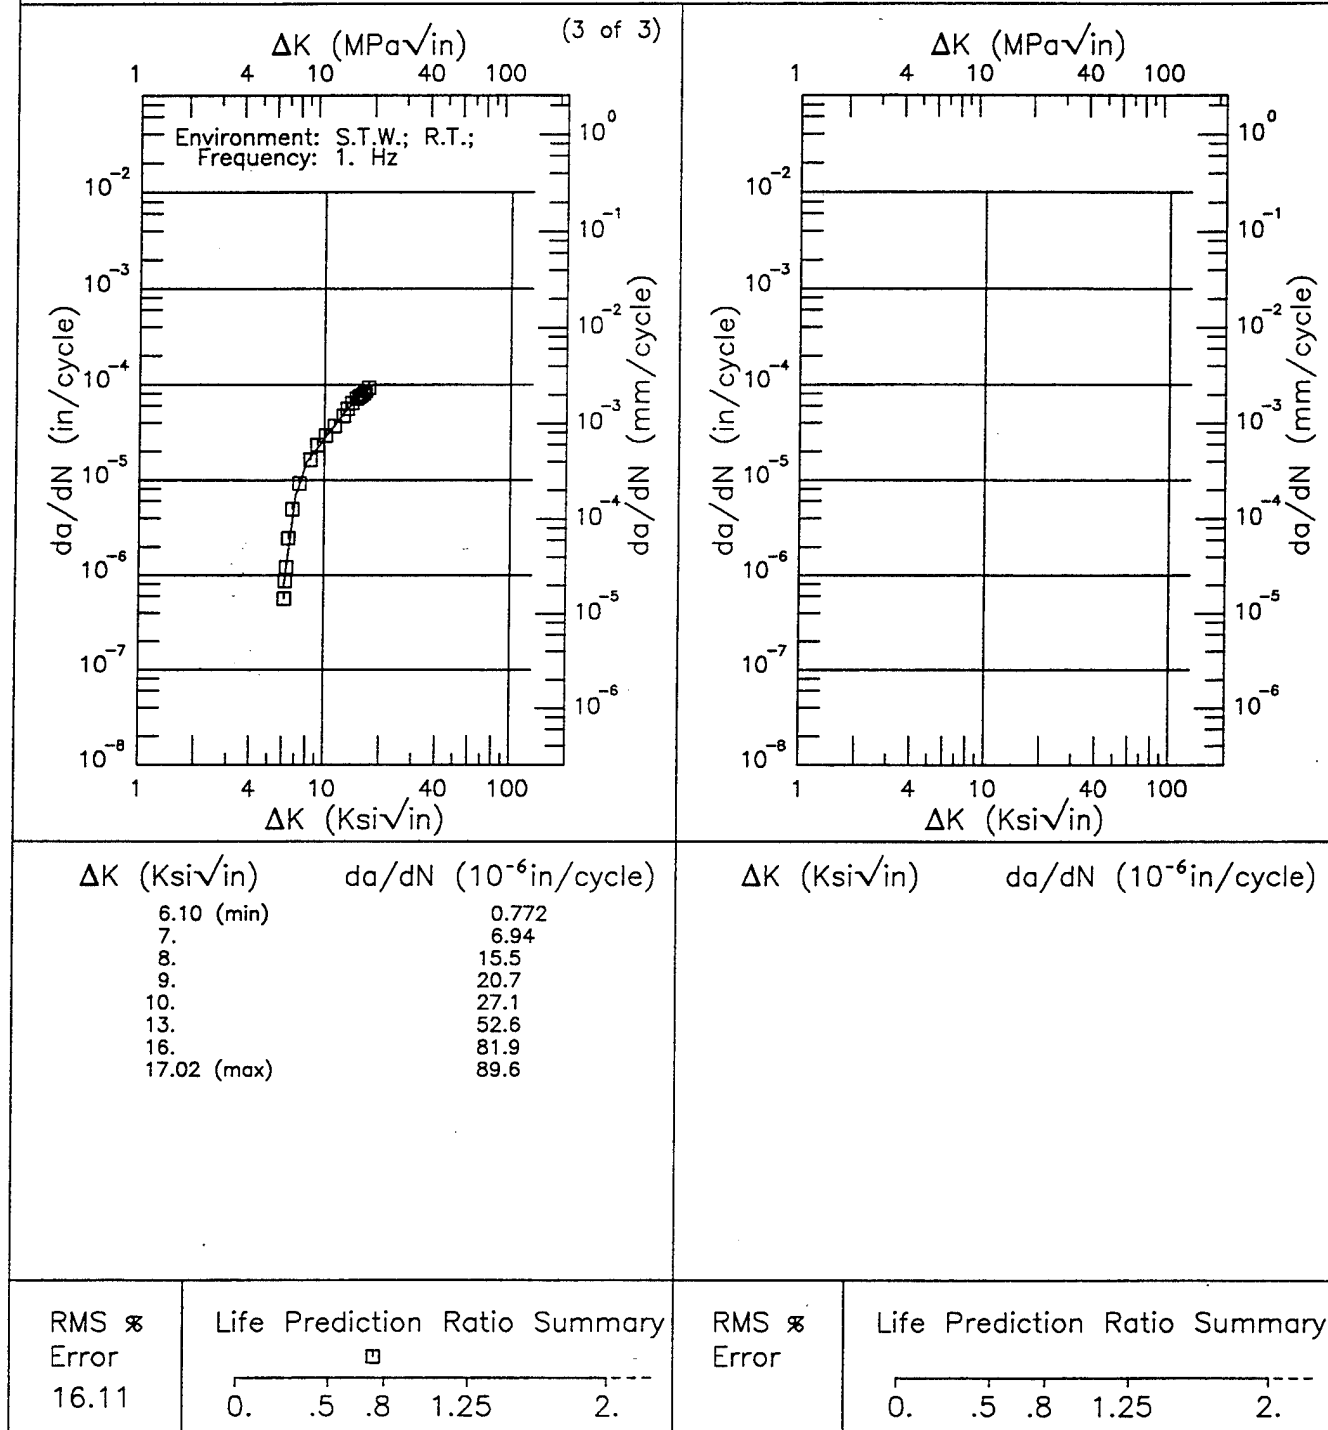 (3 of 3)
ΔK (MPa√in)
1 4 10 40 100
Environment: S.T.W.; R.T.;
Frequency: 1. Hz
10⁰
10⁻²
10⁻¹
10⁻³
10⁻²
10⁻⁴
10⁻³
10⁻⁵
10⁻⁴
10⁻⁶
10⁻⁵
10⁻⁷
10⁻⁶
10⁻⁸
da/dN (in/cycle)
da/dN (mm/cycle)
1 4 10 40 100
ΔK (Ksi√in)
ΔK (MPa√in)
1 4 10 40 100
10⁰
10⁻²
10⁻¹
10⁻³
10⁻²
10⁻⁴
10⁻³
10⁻⁵
10⁻⁴
10⁻⁶
10⁻⁵
10⁻⁷
10⁻⁶
10⁻⁸
da/dN (in/cycle)
da/dN (mm/cycle)
1 4 10 40 100
ΔK (Ksi√in)
ΔK (Ksi√in) da/dN (10⁻⁶in/cycle)
6.10 (min) 0.772
7. 6.94
8. 15.5
9. 20.7
10. 27.1
13. 52.6
16. 81.9
17.02 (max) 89.6
ΔK (Ksi√in) da/dN (10⁻⁶in/cycle)
RMS %
Error
16.11
Life Prediction Ratio Summary
0. .5 .8 1.25 2.
RMS %
Error
Life Prediction Ratio Summary
0. .5 .8 1.25 2.